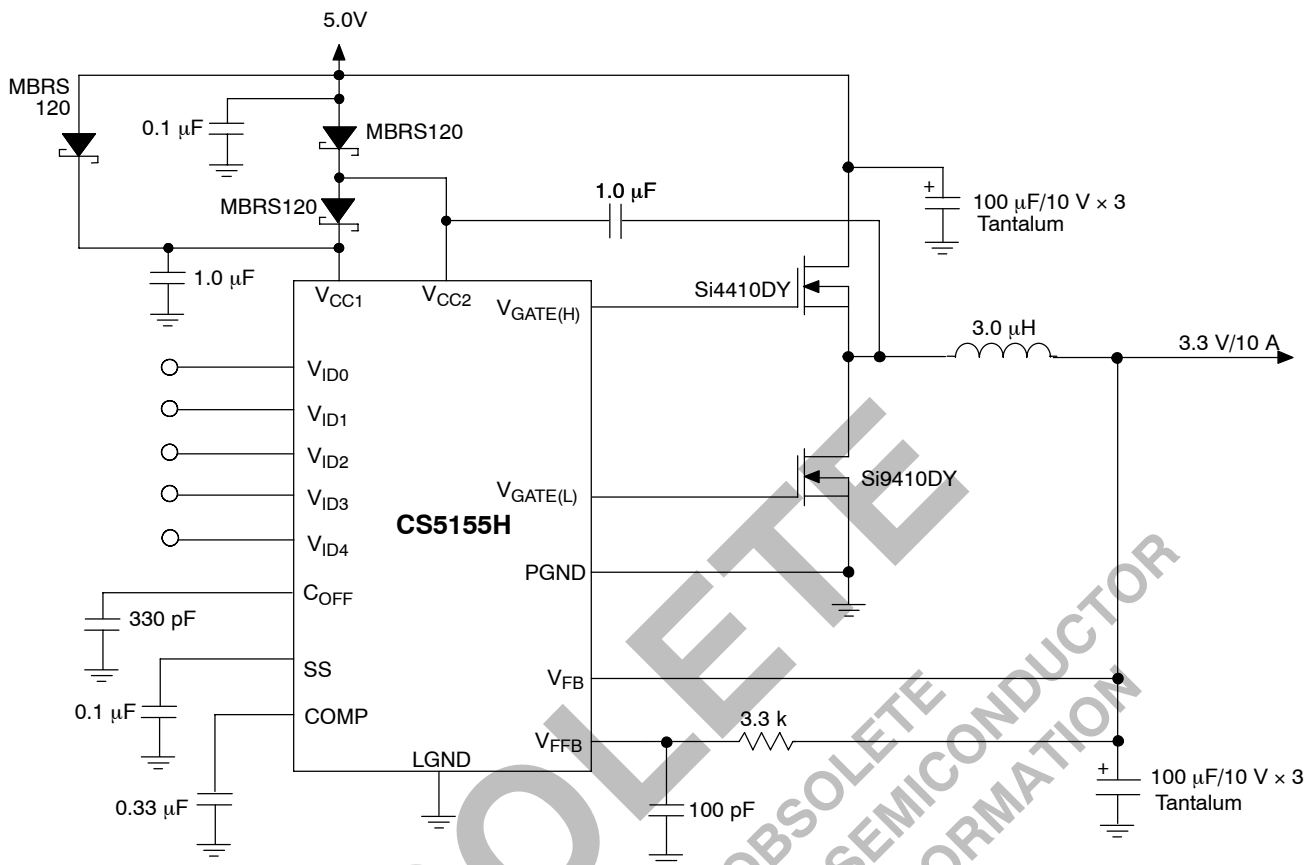 5.0V
MBRS
120
0.1 μF
MBRS120
MBRS120
1.0 μF
1.0 μF
+
100 μF/10 V × 3
Tantalum
VCC1
VCC2
VGATE(H)
Si4410DY
3.0 μH
3.3 V/10 A
VID0
VID1
VID2
VID3
VID4
VGATE(L)
Si9410DY
CS5155H
PGND
COFF
330 pF
SS
0.1 μF
VFB
COMP
3.3 k
VFFB
LGND
0.33 μF
100 pF
+
100 μF/10 V × 3
Tantalum
OLETE
OBSOLETE
SEMICONDUCTOR
ORMATION